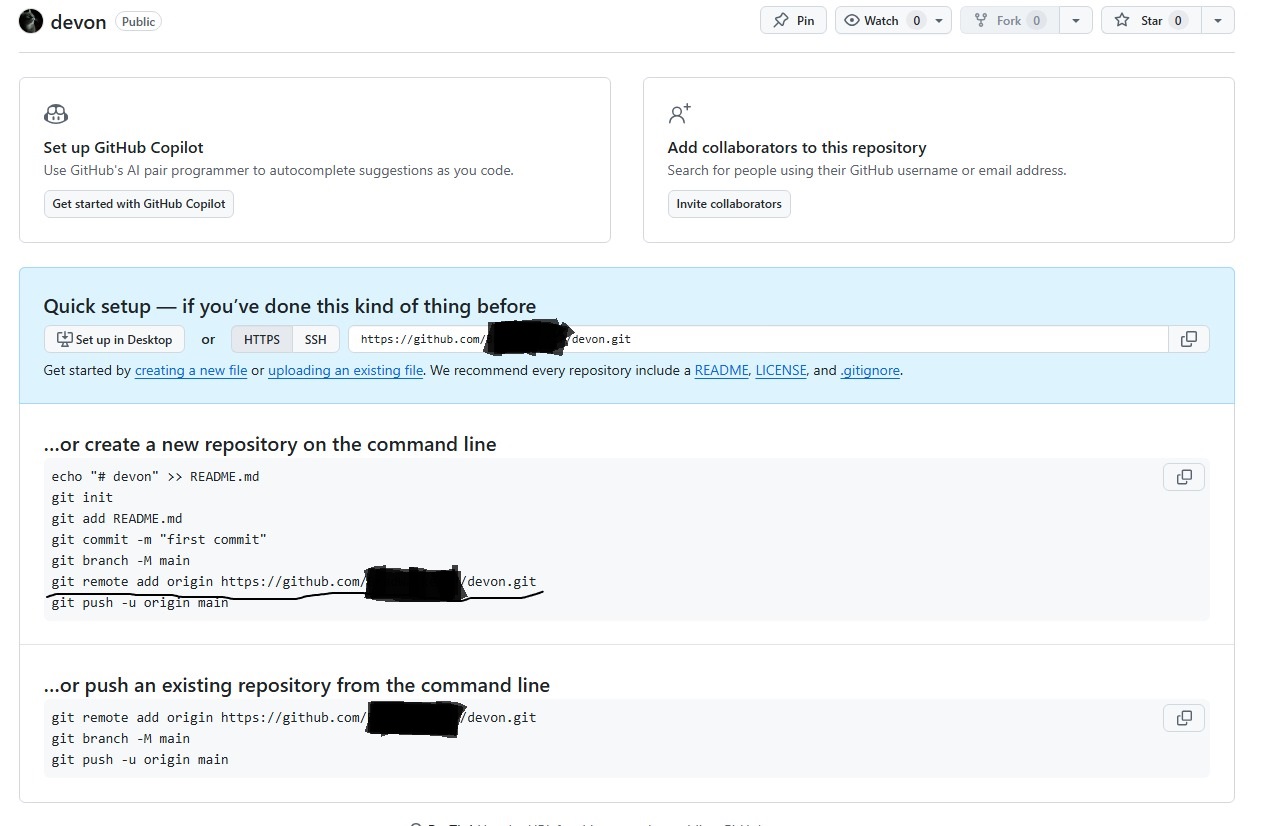 devon Public Pin Watch 0 Fork 0 Star 0
Set up GitHub Copilot
Use GitHub's AI pair programmer to autocomplete suggestions as you code.
Get started with GitHub Copilot
Add collaborators to this repository
Search for people using their GitHub username or email address.
Invite collaborators
Quick setup — if you've done this kind of thing before
Set up in Desktop or HTTPS SSH https://github.com/ /devon.git
Get started by creating a new file or uploading an existing file. We recommend every repository include a README, LICENSE, and .gitignore.
...or create a new repository on the command line
echo "# devon" >> README.md
git init
git add README.md
git commit -m "first commit"
git branch -M main
git remote add origin https://github.com/ /devon.git
git push -u origin main
...or push an existing repository from the command line
git remote add origin https://github.com/ /devon.git
git branch -M main
git push -u origin main